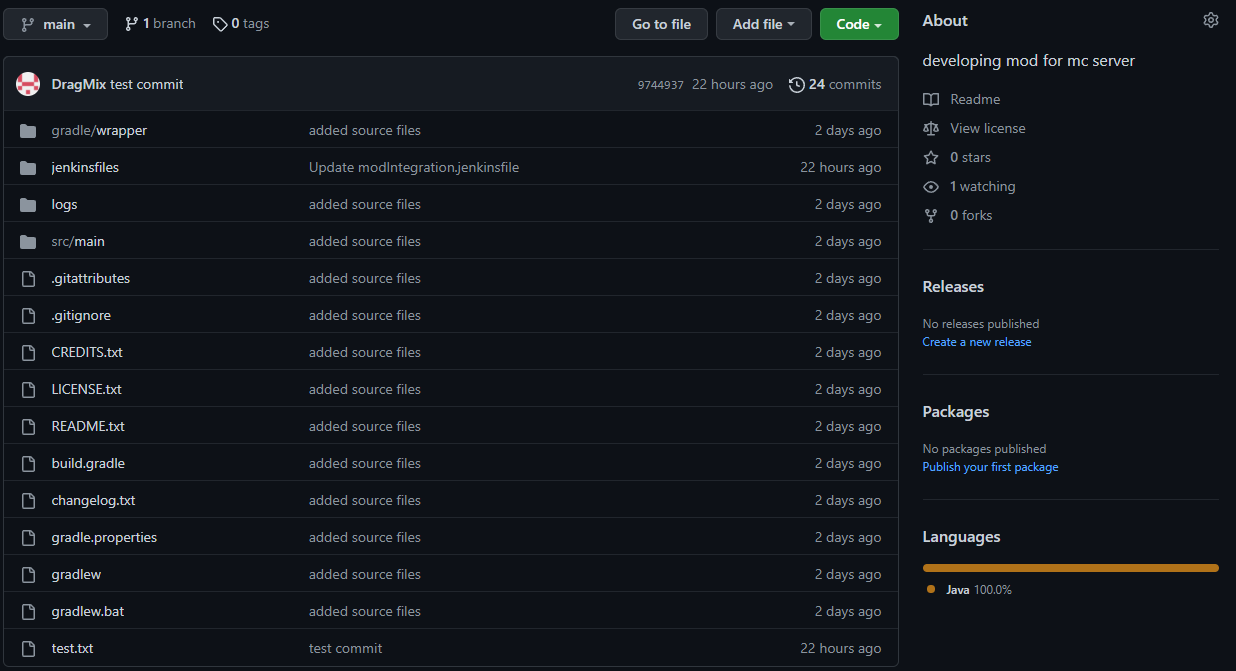 main
1 branch
0 tags
Go to file
Add file
Code
DragMix test commit
9744937 22 hours ago
24 commits
gradle/wrapper added source files 2 days ago
jenkinsfiles Update modIntegration.jenkinsfile 22 hours ago
logs added source files 2 days ago
src/main added source files 2 days ago
.gitattributes added source files 2 days ago
.gitignore added source files 2 days ago
CREDITS.txt added source files 2 days ago
LICENSE.txt added source files 2 days ago
README.txt added source files 2 days ago
build.gradle added source files 2 days ago
changelog.txt added source files 2 days ago
gradle.properties added source files 2 days ago
gradlew added source files 2 days ago
gradlew.bat added source files 2 days ago
test.txt test commit 22 hours ago
About
developing mod for mc server
Readme
View license
0 stars
1 watching
0 forks
Releases
No releases published
Create a new release
Packages
No packages published
Publish your first package
Languages
Java 100.0%